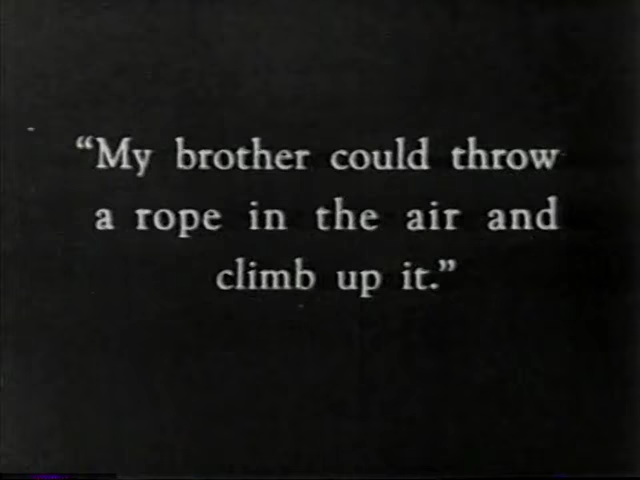 “My brother could throw
a rope in the air and
climb up it.”